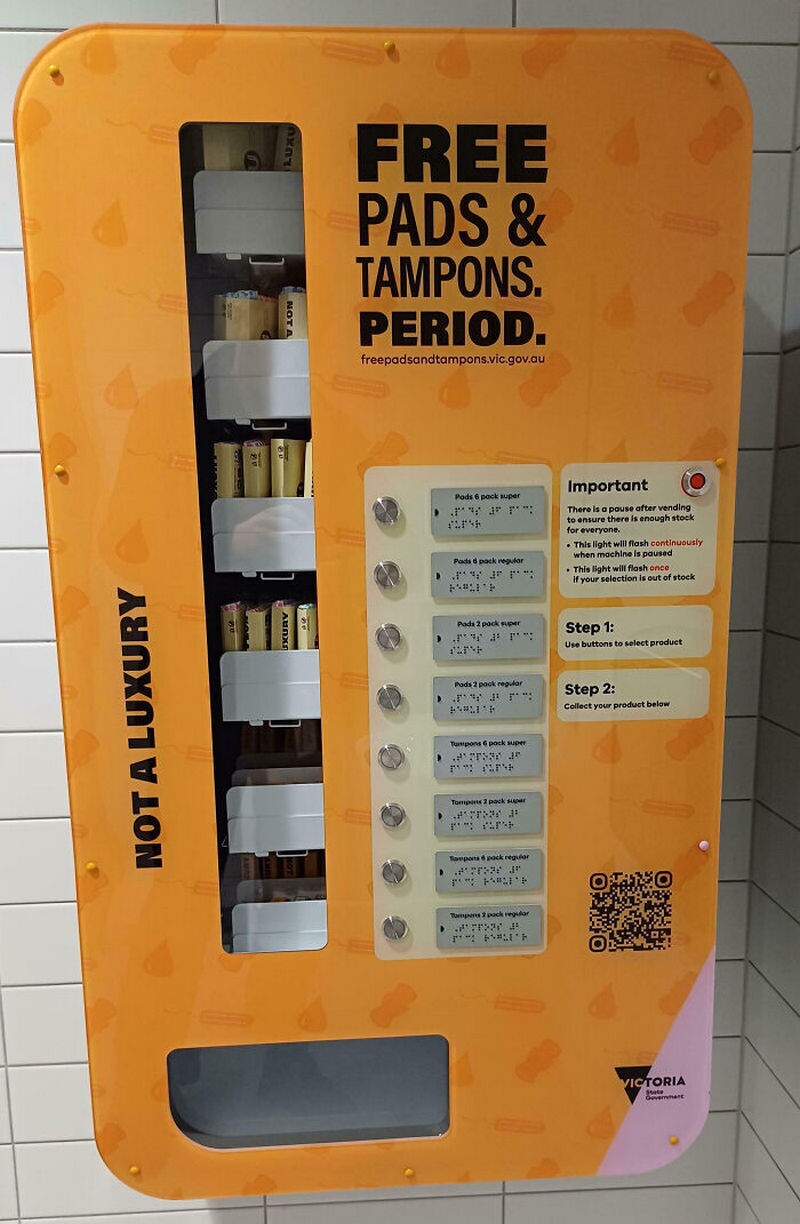 FREE
PADS &
TAMPONS.
PERIOD.
freepadsandtampons.vic.gov.au
NOT A LUXURY
Pads 6 pack super
Pads 6 pack regular
Pads 2 pack super
Pads 2 pack regular
Tampons 6 pack super
Tampons 2 pack super
Tampons 6 pack regular
Tampons 2 pack regular
Important
There is a pause after vending
to ensure there is enough stock
for everyone.
• This light will flash continuously
when machine is paused
• This light will flash once
if your selection is out of stock
Step 1:
Use buttons to select product
Step 2:
Collect your product below
VICTORIA
State
Government